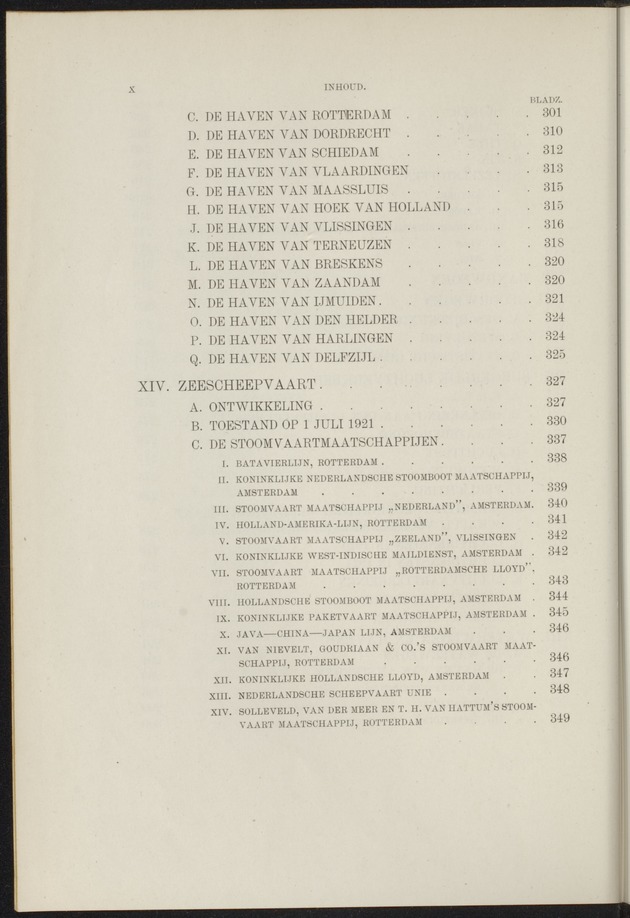 X INHOUD.
BLADZ.
C. DE HAVEN VAN ROTTERDAM . . . . . 301
D. DE HAVEN VAN DORDRECHT . . . . . 310
E. DE HAVEN VAN SCHIEDAM . . . . . 312
F. DE HAVEN VAN VLAARDINGEN . . . . 313
G. DE HAVEN VAN MAASSLUIS . . . . . 315
H. DE HAVEN VAN HOEK VAN HOLLAND . . . 315
J. DE HAVEN VAN VLISSINGEN . . . . . 316
K. DE HAVEN VAN TERNEUZEN . . . . . 318
L. DE HAVEN VAN BRESKENS . . . . . 320
M. DE HAVEN VAN ZAANDAM . . . . . 320
N. DE HAVEN VAN IJMUIDEN . . . . . . 321
O. DE HAVEN VAN DEN HELDER . . . . . 324
P. DE HAVEN VAN HARLINGEN . . . . . 324
Q. DE HAVEN VAN DELFZIJL . . . . . . 325
XIV. ZEESCHEEPVAART . . . . . . . . 327
A. ONTWIKKELING . . . . . . . . 327
B. TOESTAND OP 1 JULI 1921 . . . . . . 330
C. DE STOOMVAARTMAATSCHAPPIJEN . . . . 337
I. BATAVIERLIJN, ROTTERDAM . . . . . . 338
II. KONINKLIJKE NEDERLANDSCHE STOOMBOOT MAATSCHAPPIJ,
AMSTERDAM . . . . . . . . 339
III. STOOMVAART MAATSCHAPPIJ „NEDERLAND”, AMSTERDAM. 340
IV. HOLLAND-AMERIKA-LIJN, ROTTERDAM . . . . 341
V. STOOMVAART MAATSCHAPPIJ „ZEELAND”, VLISSINGEN . 342
VI. KONINKLIJKE WEST-INDISCHE MAILDIENST, AMSTERDAM . 342
VII. STOOMVAART MAATSCHAPPIJ „ROTTERDAMSCHE LLOYD”.
ROTTERDAM . . . . . . . . 343
VIII. HOLLANDSCHE STOOMBOOT MAATSCHAPPIJ, AMSTERDAM . 344
IX. KONINKLIJKE PAKETVAART MAATSCHAPPIJ, AMSTERDAM . 345
X. JAVA—CHINA—JAPAN LIJN, AMSTERDAM . . . 346
XI. VAN NIEVELT, GOUDRIAAN & CO.'S STOOMVAART MAAT-
SCHAPPIJ, ROTTERDAM . . . . . . 346
XII. KONINKLIJKE HOLLANDSCHE LLOYD, AMSTERDAM . . 347
XIII. NEDERLANDSCHE SCHEEPVAART UNIE . . . . 348
XIV. SOLLEVELD, VAN DER MEER EN T. H. VAN HATTUM'S STOOM-
VAART MAATSCHAPPIJ, ROTTERDAM . . . . 349